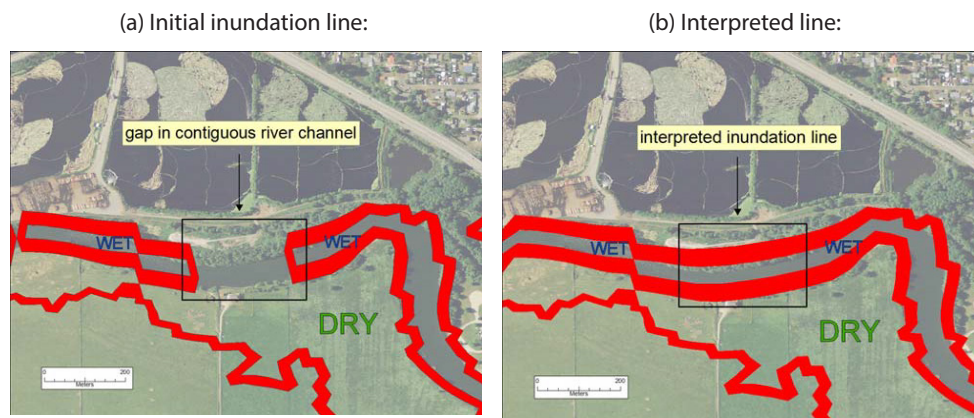 (a) Initial inundation line:
(b) Interpreted line:
gap in contiguous river channel
WET
WET
DRY
0
200
Meters
interpreted inundation line
WET
WET
DRY
0
200
Meters